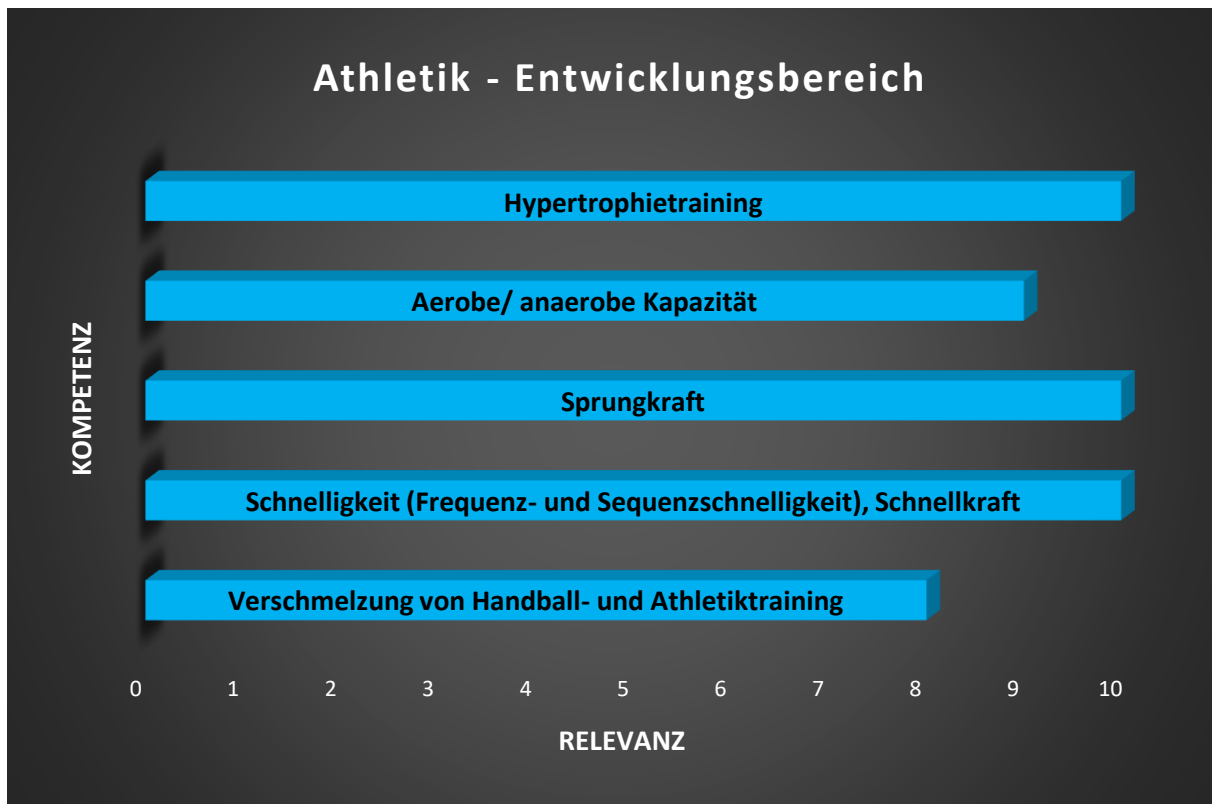 Athletik - Entwicklungsbereich
Hypertrophietraining
Aerobe/ anaerobe Kapazität
Sprungkraft
Schnelligkeit (Frequenz- und Sequenzschnelligkeit), Schnellkraft
Verschmelzung von Handball- und Athletiktraining
KOMPETENZ
0 1 2 3 4 5 6 7 8 9 10
RELEVANZ